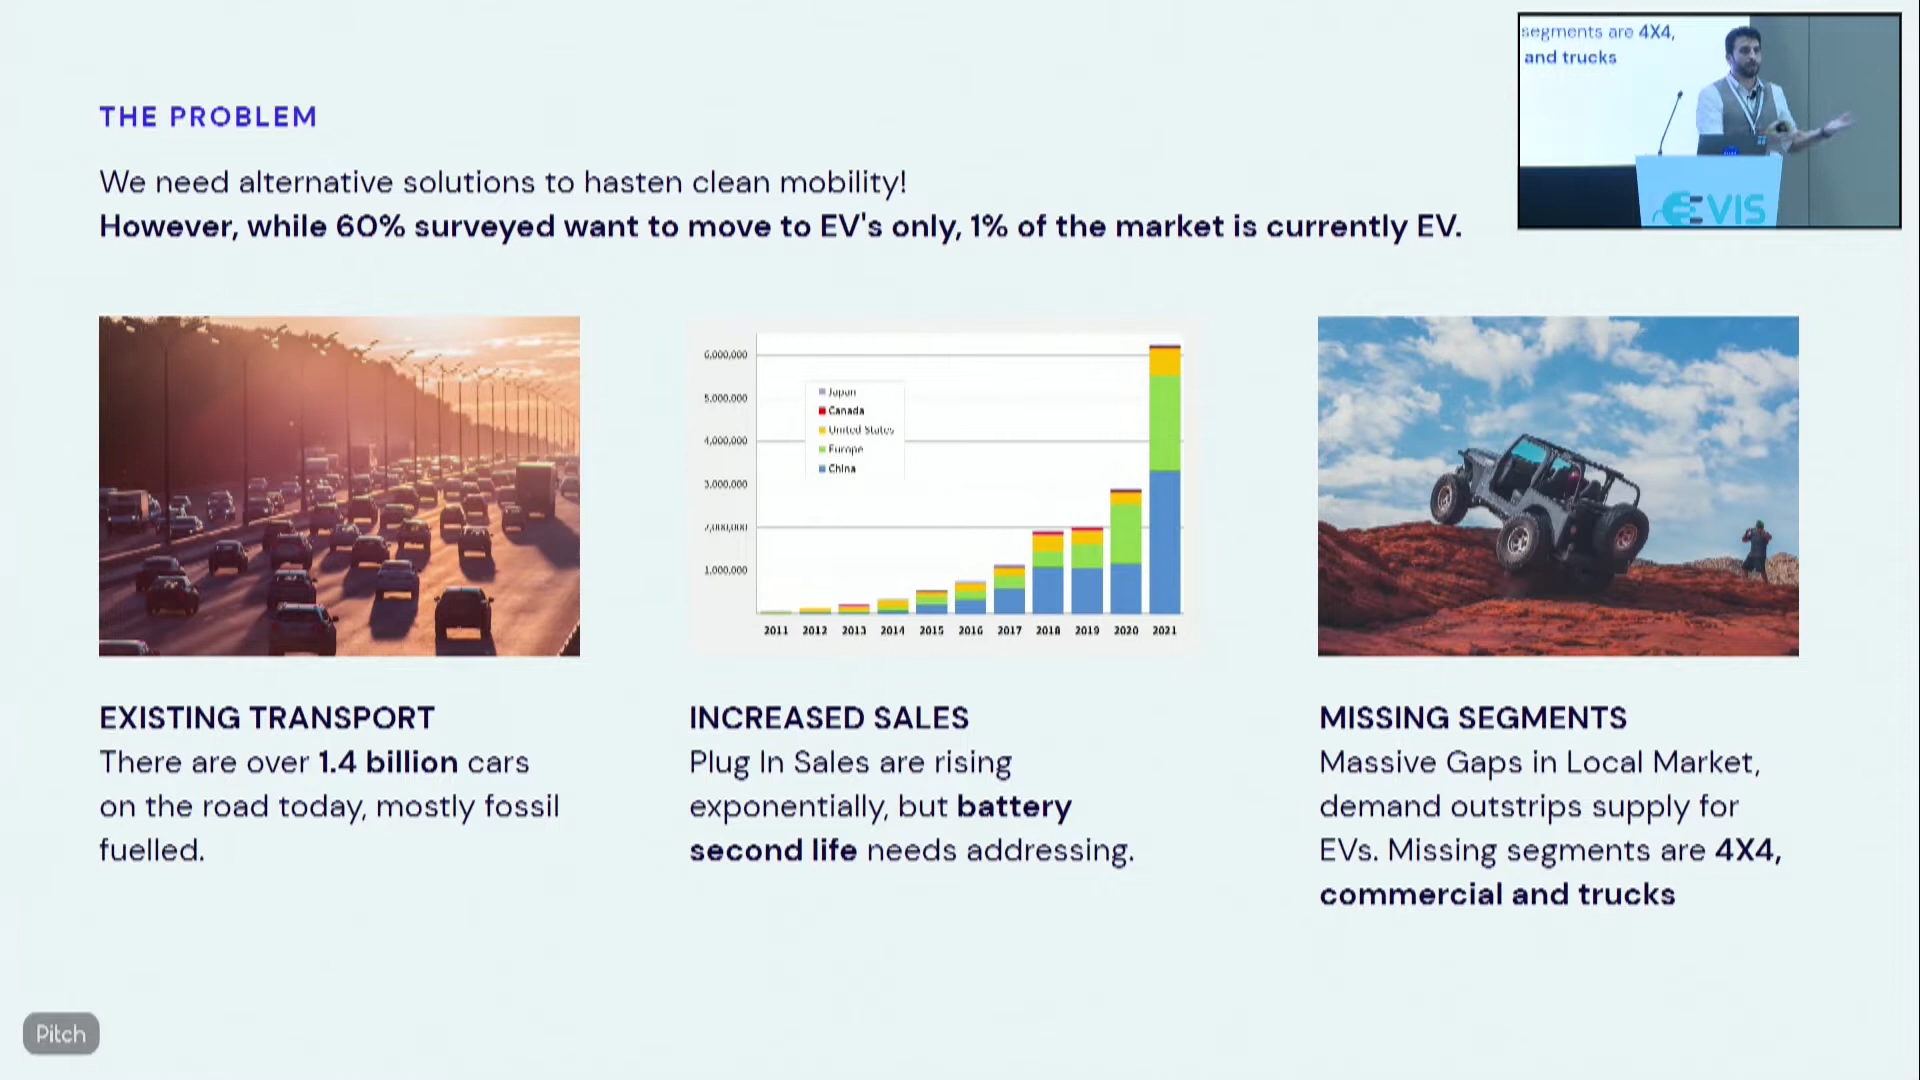 THE PROBLEM
We need alternative solutions to hasten clean mobility!
However, while 60% surveyed want to move to EV's only, 1% of the market is currently EV.
segments are 4X4,
and trucks
EVIS
6,000,000
5,000,000
4,000,000
3,000,000
2,000,000
1,000,000
Japan
Canada
United States
Europe
China
2011 2012 2013 2014 2015 2016 2017 2018 2019 2020 2021
EXISTING TRANSPORT
There are over 1.4 billion cars
on the road today, mostly fossil
fuelled.
INCREASED SALES
Plug In Sales are rising
exponentially, but battery
second life needs addressing.
MISSING SEGMENTS
Massive Gaps in Local Market,
demand outstrips supply for
EVs. Missing segments are 4X4,
commercial and trucks
Pitch